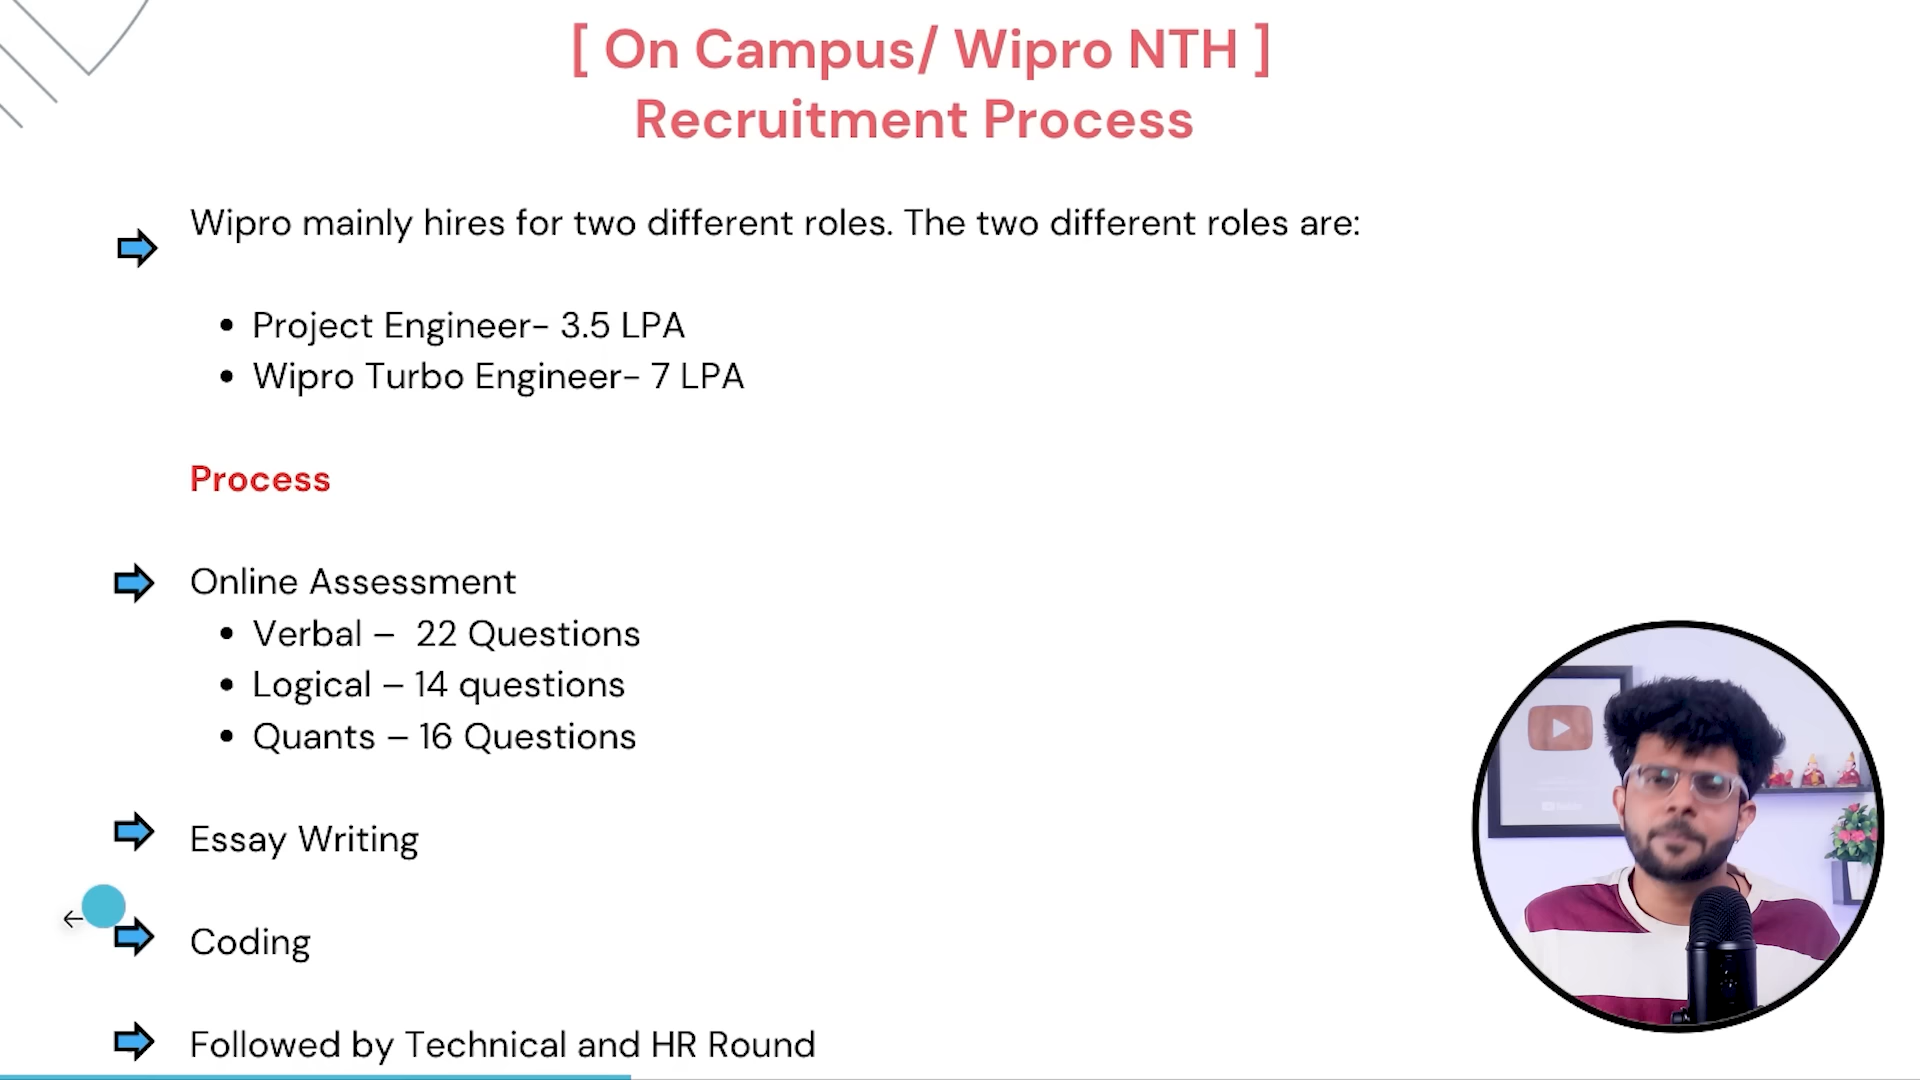 [ On Campus/ Wipro NTH ]
Recruitment Process
Wipro mainly hires for two different roles. The two different roles are:
• Project Engineer- 3.5 LPA
• Wipro Turbo Engineer- 7 LPA
Process
Online Assessment
• Verbal –  22 Questions
• Logical – 14 questions
• Quants – 16 Questions
Essay Writing
Coding
Followed by Technical and HR Round